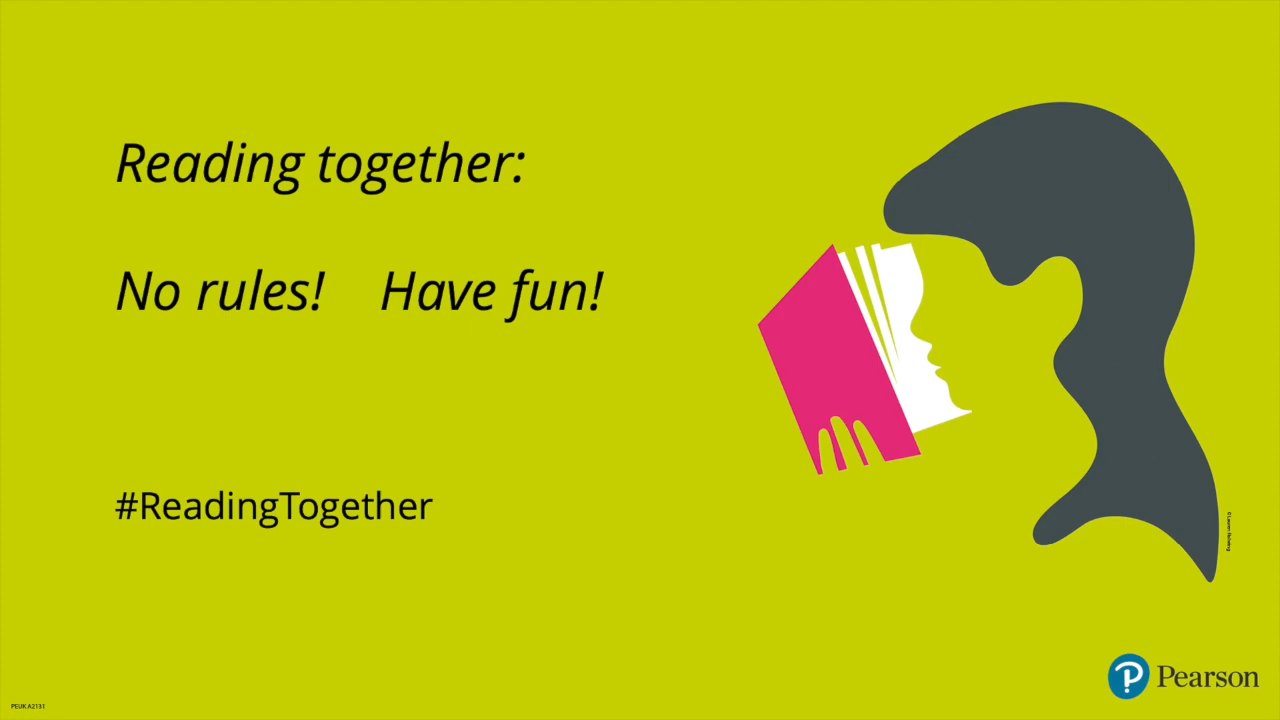 Reading together:
No rules! Have fun!
#ReadingTogether
Pearson
PEUK A2131